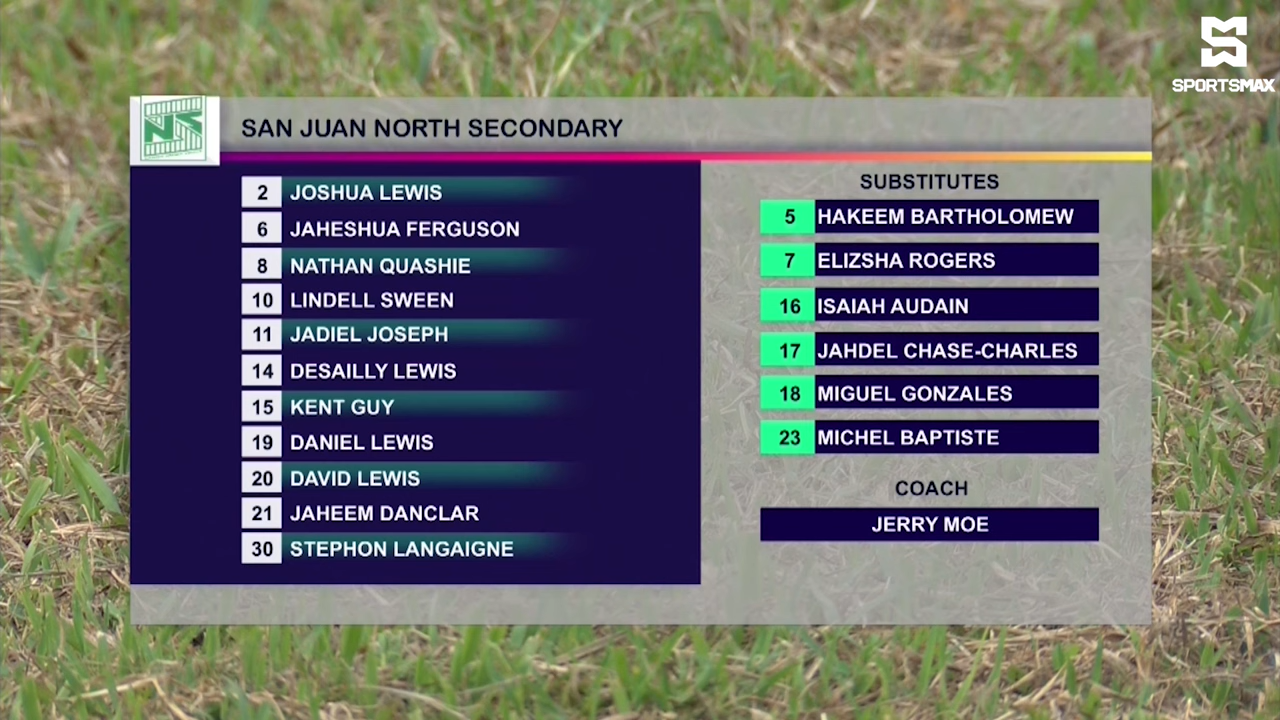 SPORTSMAX
NS
SAN JUAN NORTH SECONDARY
2 JOSHUA LEWIS
6 JAHESHUA FERGUSON
8 NATHAN QUASHIE
10 LINDELL SWEEN
11 JADIEL JOSEPH
14 DESAILLY LEWIS
15 KENT GUY
19 DANIEL LEWIS
20 DAVID LEWIS
21 JAHEEM DANCLAR
30 STEPHON LANGAIGNE
SUBSTITUTES
5 HAKEEM BARTHOLOMEW
7 ELIZSHA ROGERS
16 ISAIAH AUDAIN
17 JAHDEL CHASE-CHARLES
18 MIGUEL GONZALES
23 MICHEL BAPTISTE
COACH
JERRY MOE